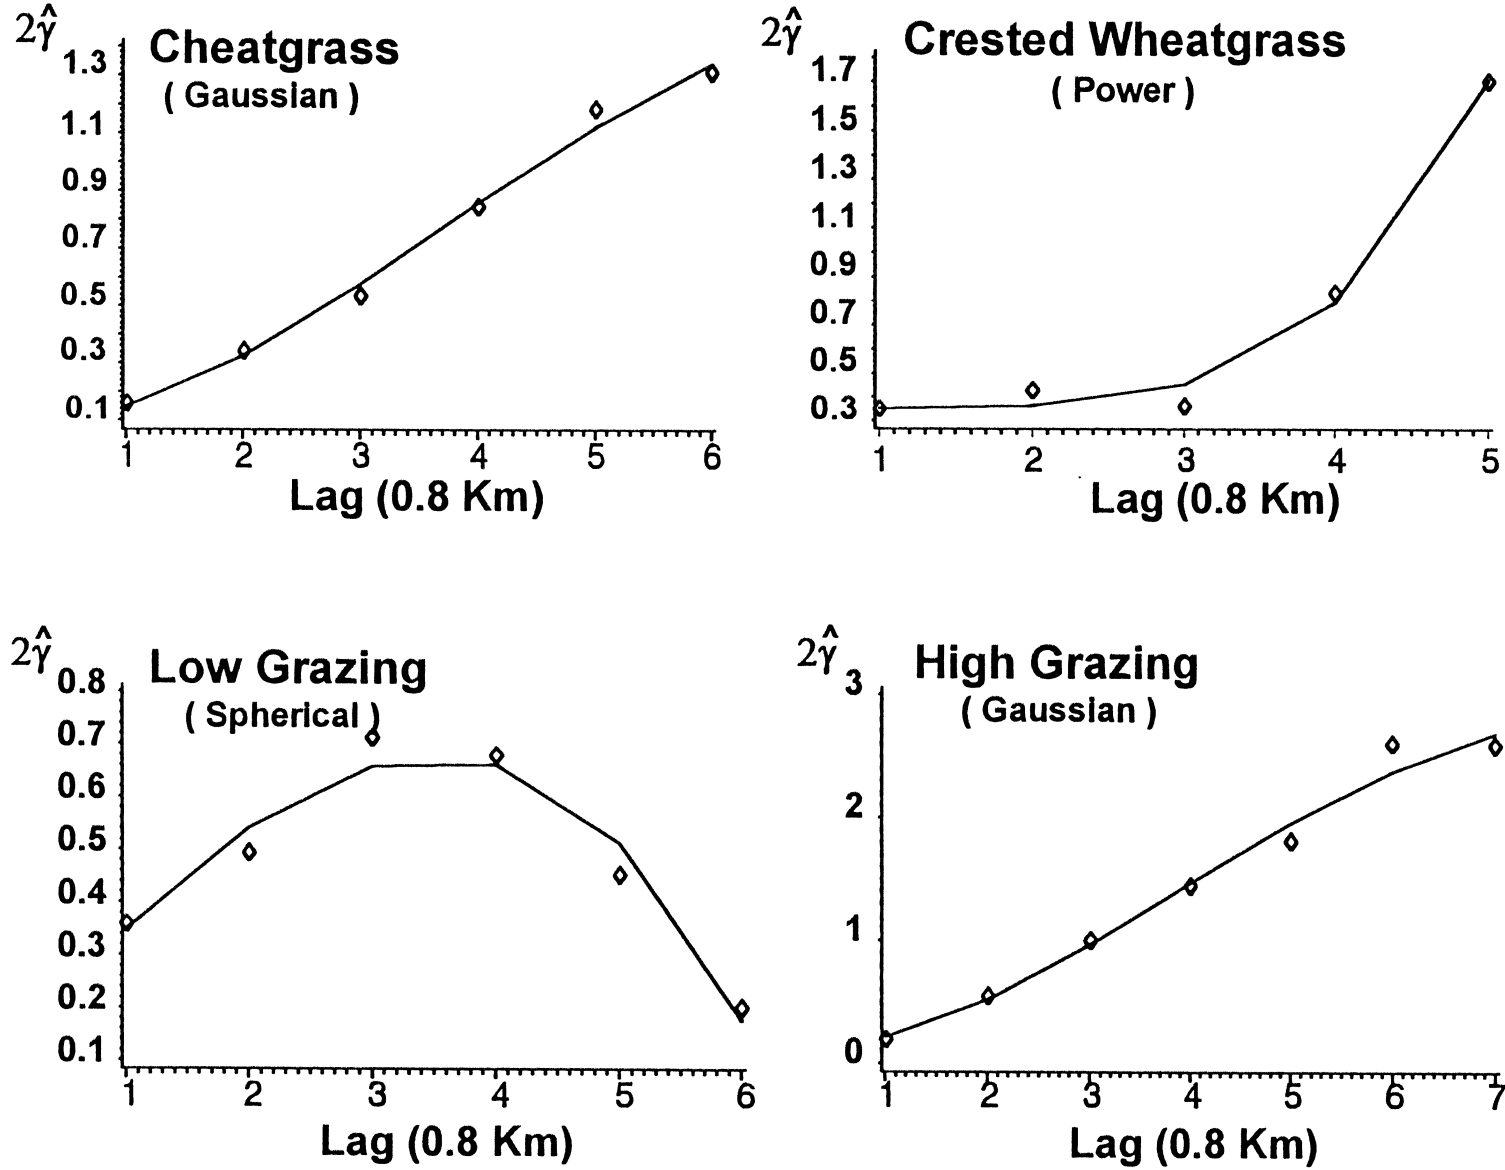 2γ̂
Cheatgrass
( Gaussian )
1.3
1.1
0.9
0.7
0.5
0.3
0.1
1 2 3 4 5 6
Lag (0.8 Km)
2γ̂
Crested Wheatgrass
( Power )
1.7
1.5
1.3
1.1
0.9
0.7
0.5
0.3
1 2 3 4 5
Lag (0.8 Km)
2γ̂
Low Grazing
( Spherical )
0.8
0.7
0.6
0.5
0.4
0.3
0.2
0.1
1 2 3 4 5 6
Lag (0.8 Km)
2γ̂
High Grazing
( Gaussian )
3
2
1
0
1 2 3 4 5 6 7
Lag (0.8 Km)